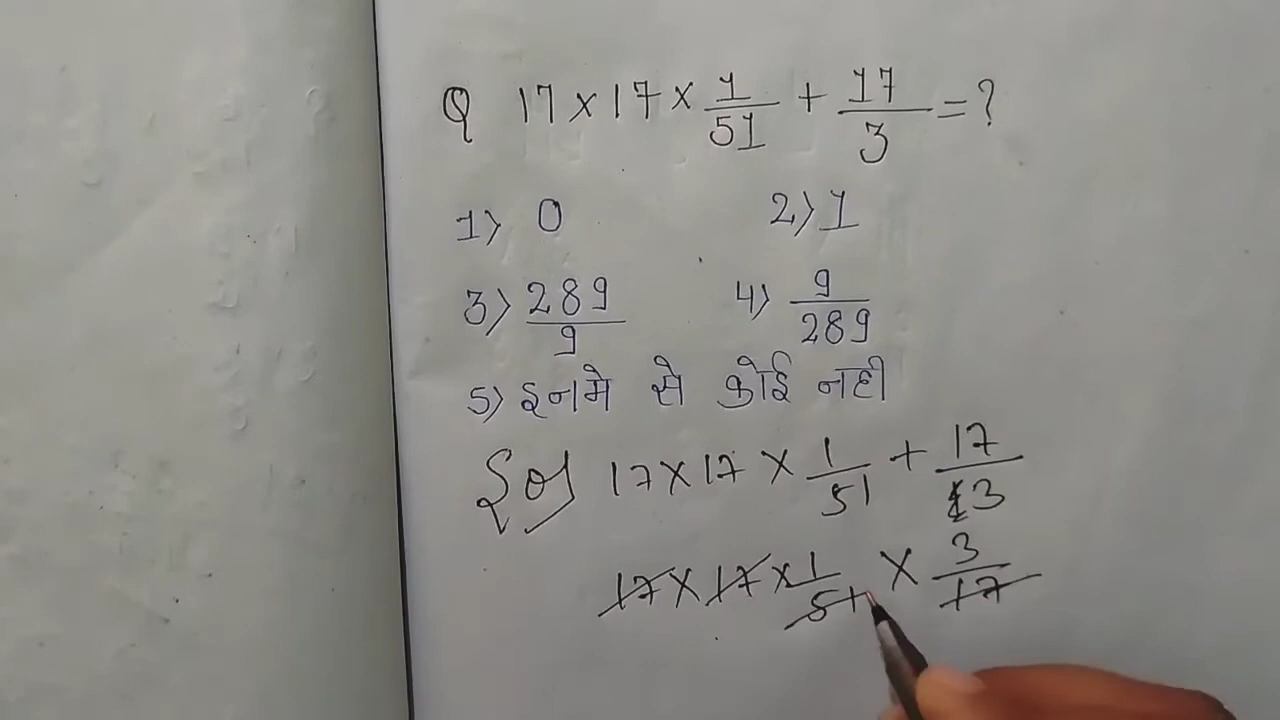 Q 17 × 17 × 1/51 + 17/3 = ?
1) 0 2) 1
3) 289/9 4) 9/289
5) इनमे से कोई नही
Sol 17 × 17 × 1/51 + 17/3
17 × 17 × 1/51 × 3/17